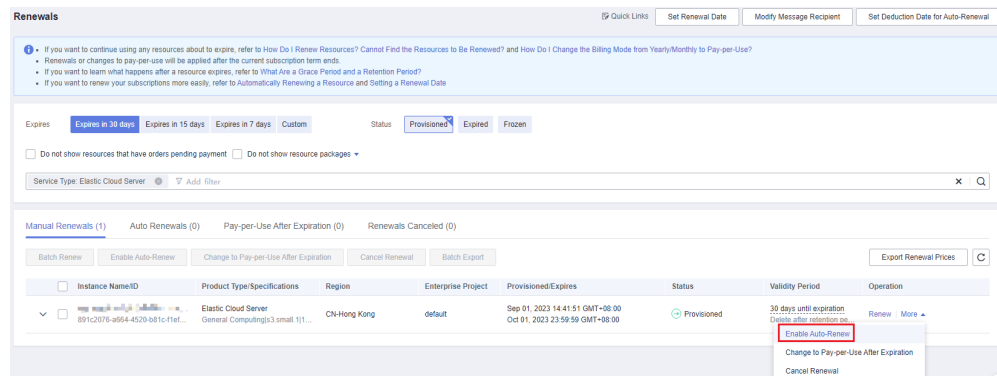 Renewals
Quick Links
Set Renewal Date
Modify Message Recipient
Set Deduction Date for Auto-Renewal
If you want to continue using any resources about to expire, refer to How Do I Renew Resources? Cannot Find the Resources to Be Renewed? and How Do I Change the Billing Mode from Yearly/Monthly to Pay-per-Use?
Renewals or changes to pay-per-use will be applied after the current subscription term ends.
If you want to learn what happens after a resource expires, refer to What Are a Grace Period and a Retention Period?
If you want to renew your subscriptions more easily, refer to Automatically Renewing a Resource and Setting a Renewal Date
Expires Expires in 30 days Expires in 15 days Expires in 7 days Custom Status Provisioned Expired Frozen
Do not show resources that have orders pending payment Do not show resource packages
Service Type: Elastic Cloud Server Add filter
Manual Renewals (1) Auto Renewals (0) Pay-per-Use After Expiration (0) Renewals Canceled (0)
Batch Renew Enable Auto-Renew Change to Pay-per-Use After Expiration Cancel Renewal Batch Export Export Renewal Prices
Instance Name/ID Product Type/Specifications Region Enterprise Project Provisioned/Expires Status Validity Period Operation
Elastic Cloud Server Sep 01, 2023 14:41:51 GMT+08:00 30 days until expiration
CN-Hong Kong default Provisioned Renew More
891c2076-a664-4520-b81c-f1ef... General Computing|s3.small.1|1... Oct 01, 2023 23:59:59 GMT+08:00 Delete after retention pe...
Enable Auto-Renew
Change to Pay-per-Use After Expiration
Cancel Renewal